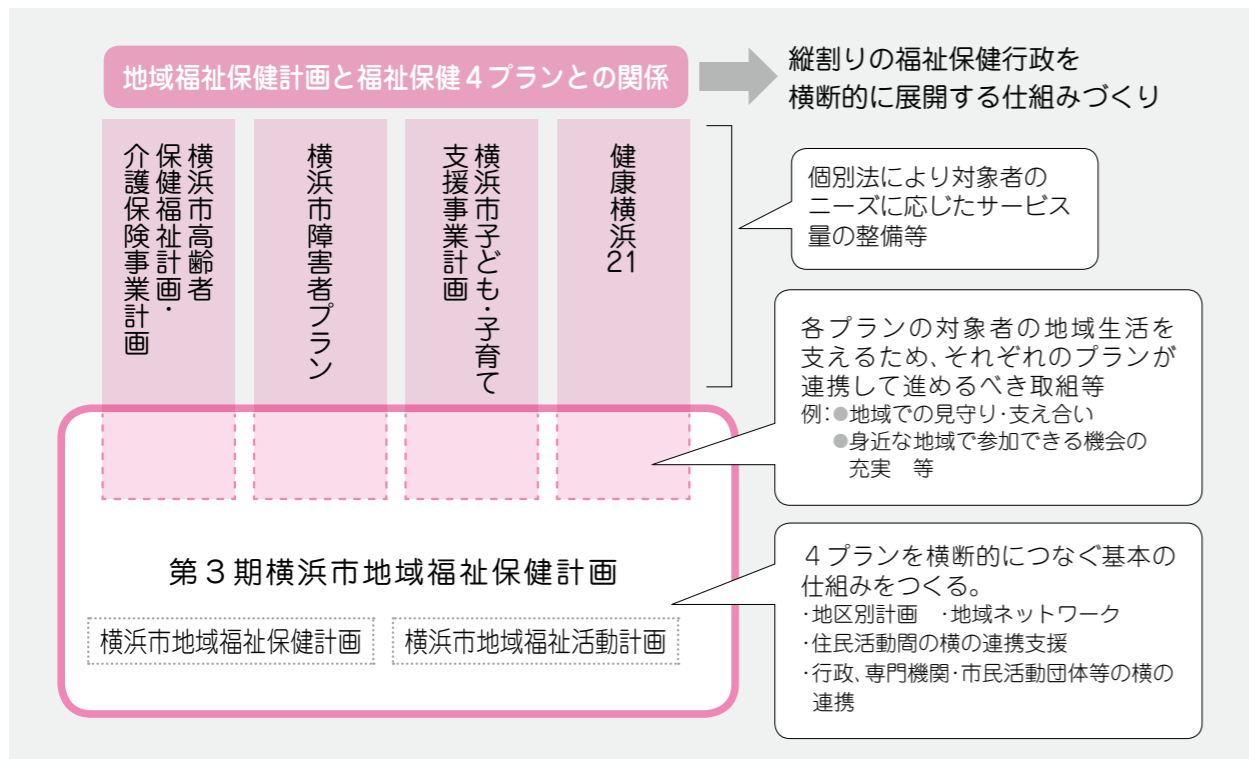 地域福祉保健計画と福祉保健4プランとの関係
縦割りの福祉保健行政を
横断的に展開する仕組みづくり
横浜市高齢者
保健福祉計画・
介護保険事業計画
横浜市障害者プラン
横浜市子ども・子育て
支援事業計画
健康横浜21
個別法により対象者の
ニーズに応じたサービス
量の整備等
各プランの対象者の地域生活を
支えるため、それぞれのプランが
連携して進めるべき取組等
例:●地域での見守り・支え合い
●身近な地域で参加できる機会の
充実　等
第3期横浜市地域福祉保健計画
横浜市地域福祉保健計画
横浜市地域福祉活動計画
4プランを横断的につなぐ基本の
仕組みをつくる。
・地区別計画　・地域ネットワーク
・住民活動間の横の連携支援
・行政、専門機関・市民活動団体等の横の
連携